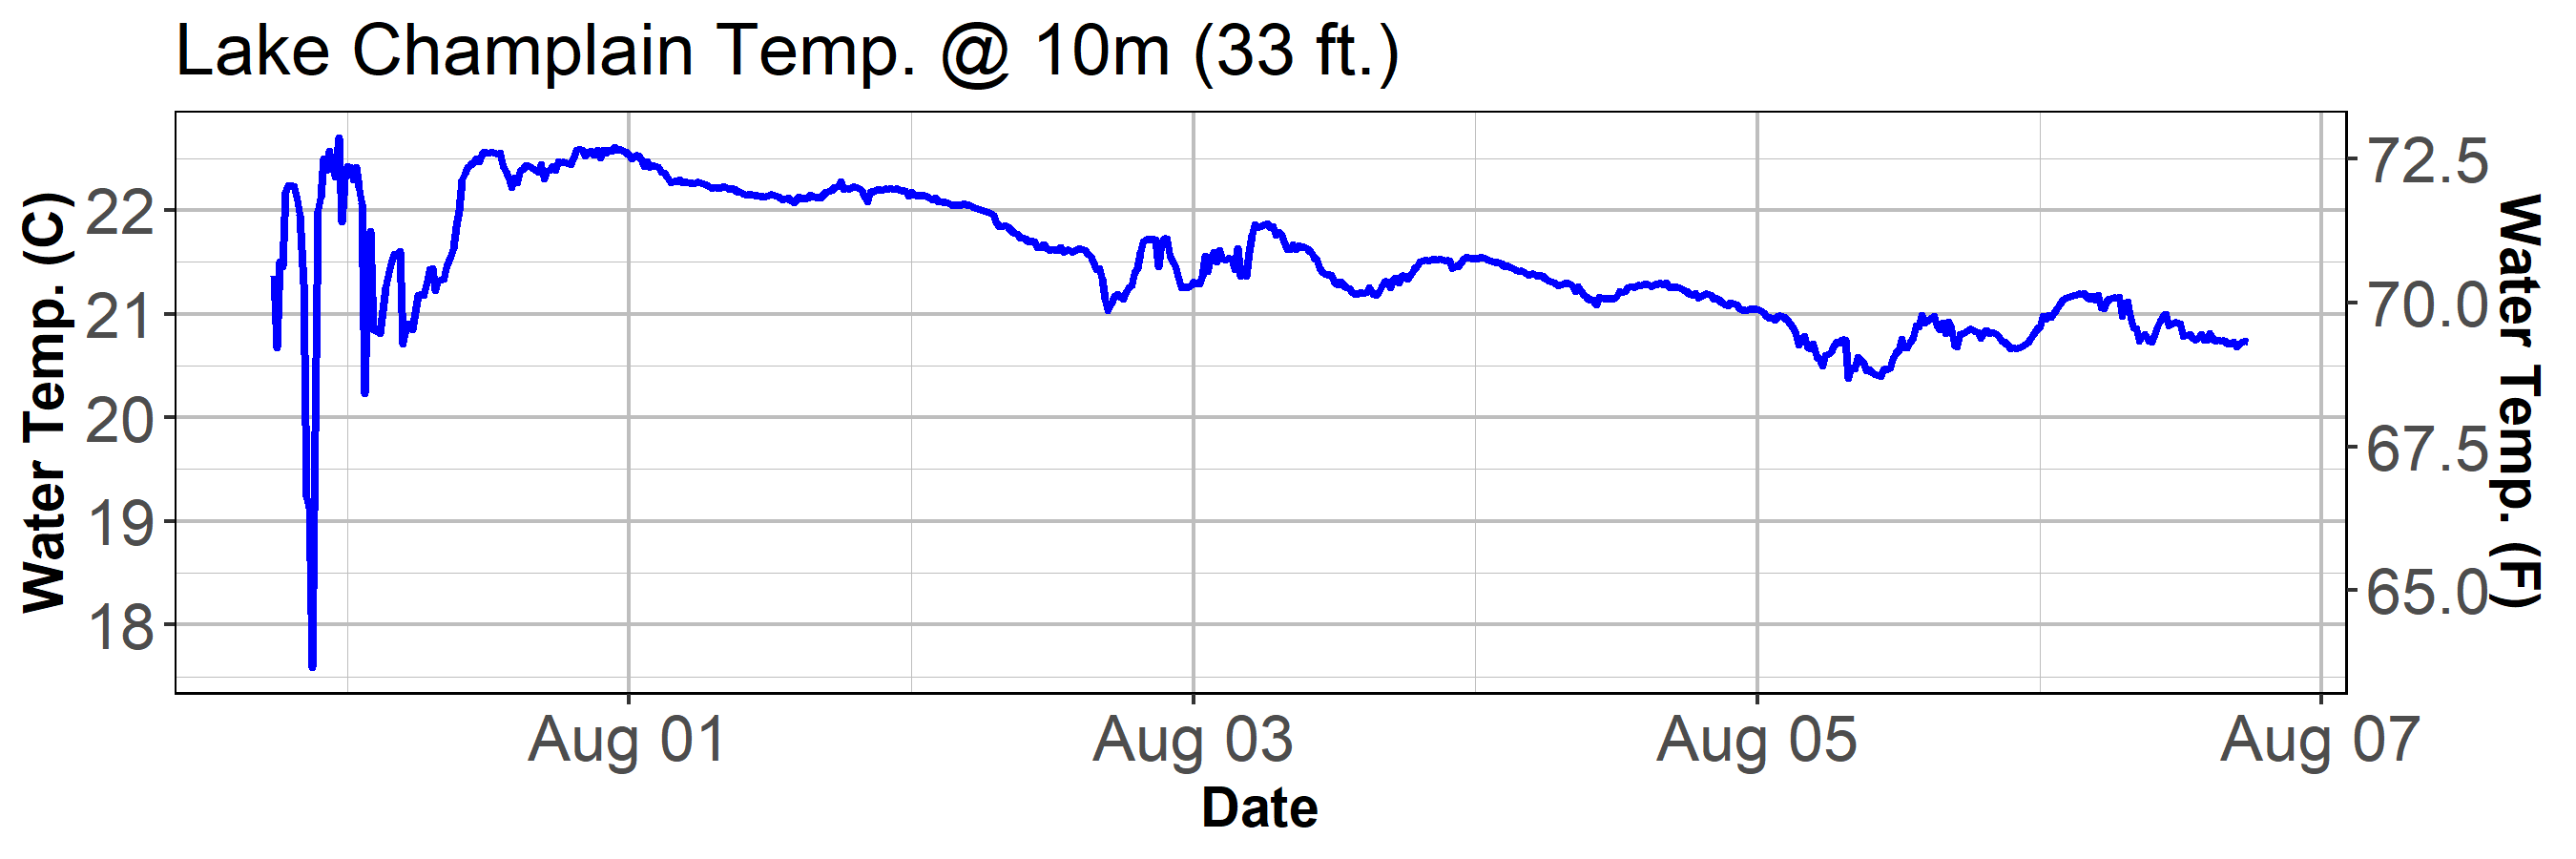 Lake Champlain Temp. @ 10m (33 ft.)
Water Temp. (C)
22
21
20
19
18
72.5
70.0
67.5
65.0
Water Temp. (F)
Aug 01 Aug 03 Aug 05 Aug 07
Date